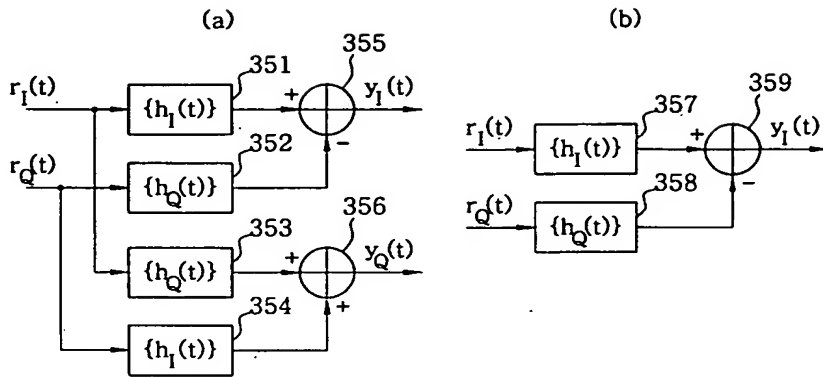 (a)
r_I(t)
{h_I(t)}
351
+
355
y_I(t)
352
-
r_Q(t)
{h_Q(t)}
353
{h_Q(t)}
+
356
y_Q(t)
354
+
{h_I(t)}
(b)
r_I(t)
{h_I(t)}
357
+
359
y_I(t)
358
-
r_Q(t)
{h_Q(t)}